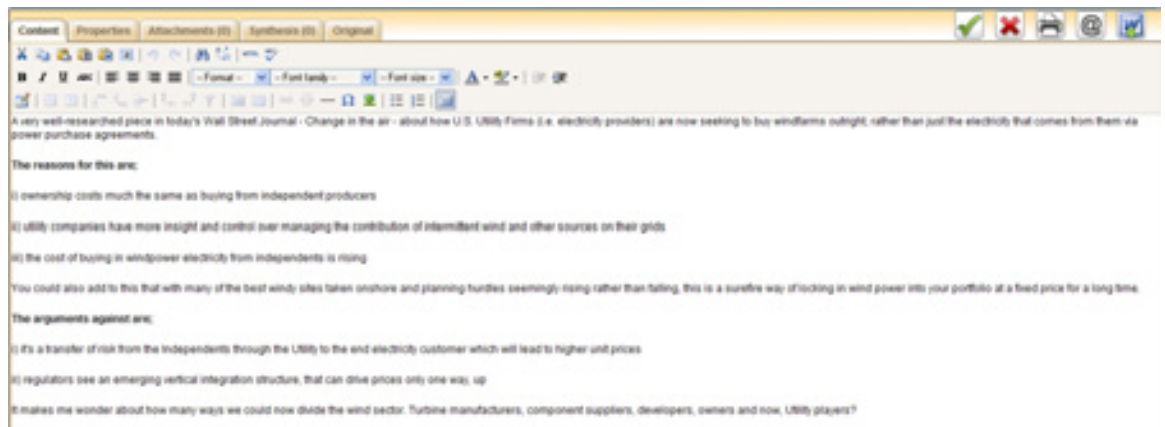 Content Properties Attachments (0) Synthesis (0) Original
B I U ABC - Format - - Font family - - Font size - A
A very well-researched piece in today's Wall Street Journal - Change in the air - about how U.S. Utility Firms (i.e. electricity providers) are now seeking to buy windfarms outright, rather than just the electricity that comes from them via
power purchase agreements.
The reasons for this are;
i) ownership costs much the same as buying from independent producers
ii) utility companies have more insight and control over managing the contribution of intermittent wind and other sources on their grids
iii) the cost of buying in windpower electricity from independents is rising
You could also add to this that with many of the best windy sites taken onshore and planning hurdles seemingly rising rather than falling, this is a surefire way of locking in wind power into your portfolio at a fixed price for a long time.
The arguments against are;
i) it's a transfer of risk from the Independents through the Utility to the end electricity customer which will lead to higher unit prices
ii) regulators see an emerging vertical integration structure, that can drive prices only one way, up
It makes me wonder about how many ways we could now divide the wind sector. Turbine manufacturers, component suppliers, developers, owners and now, Utility players?